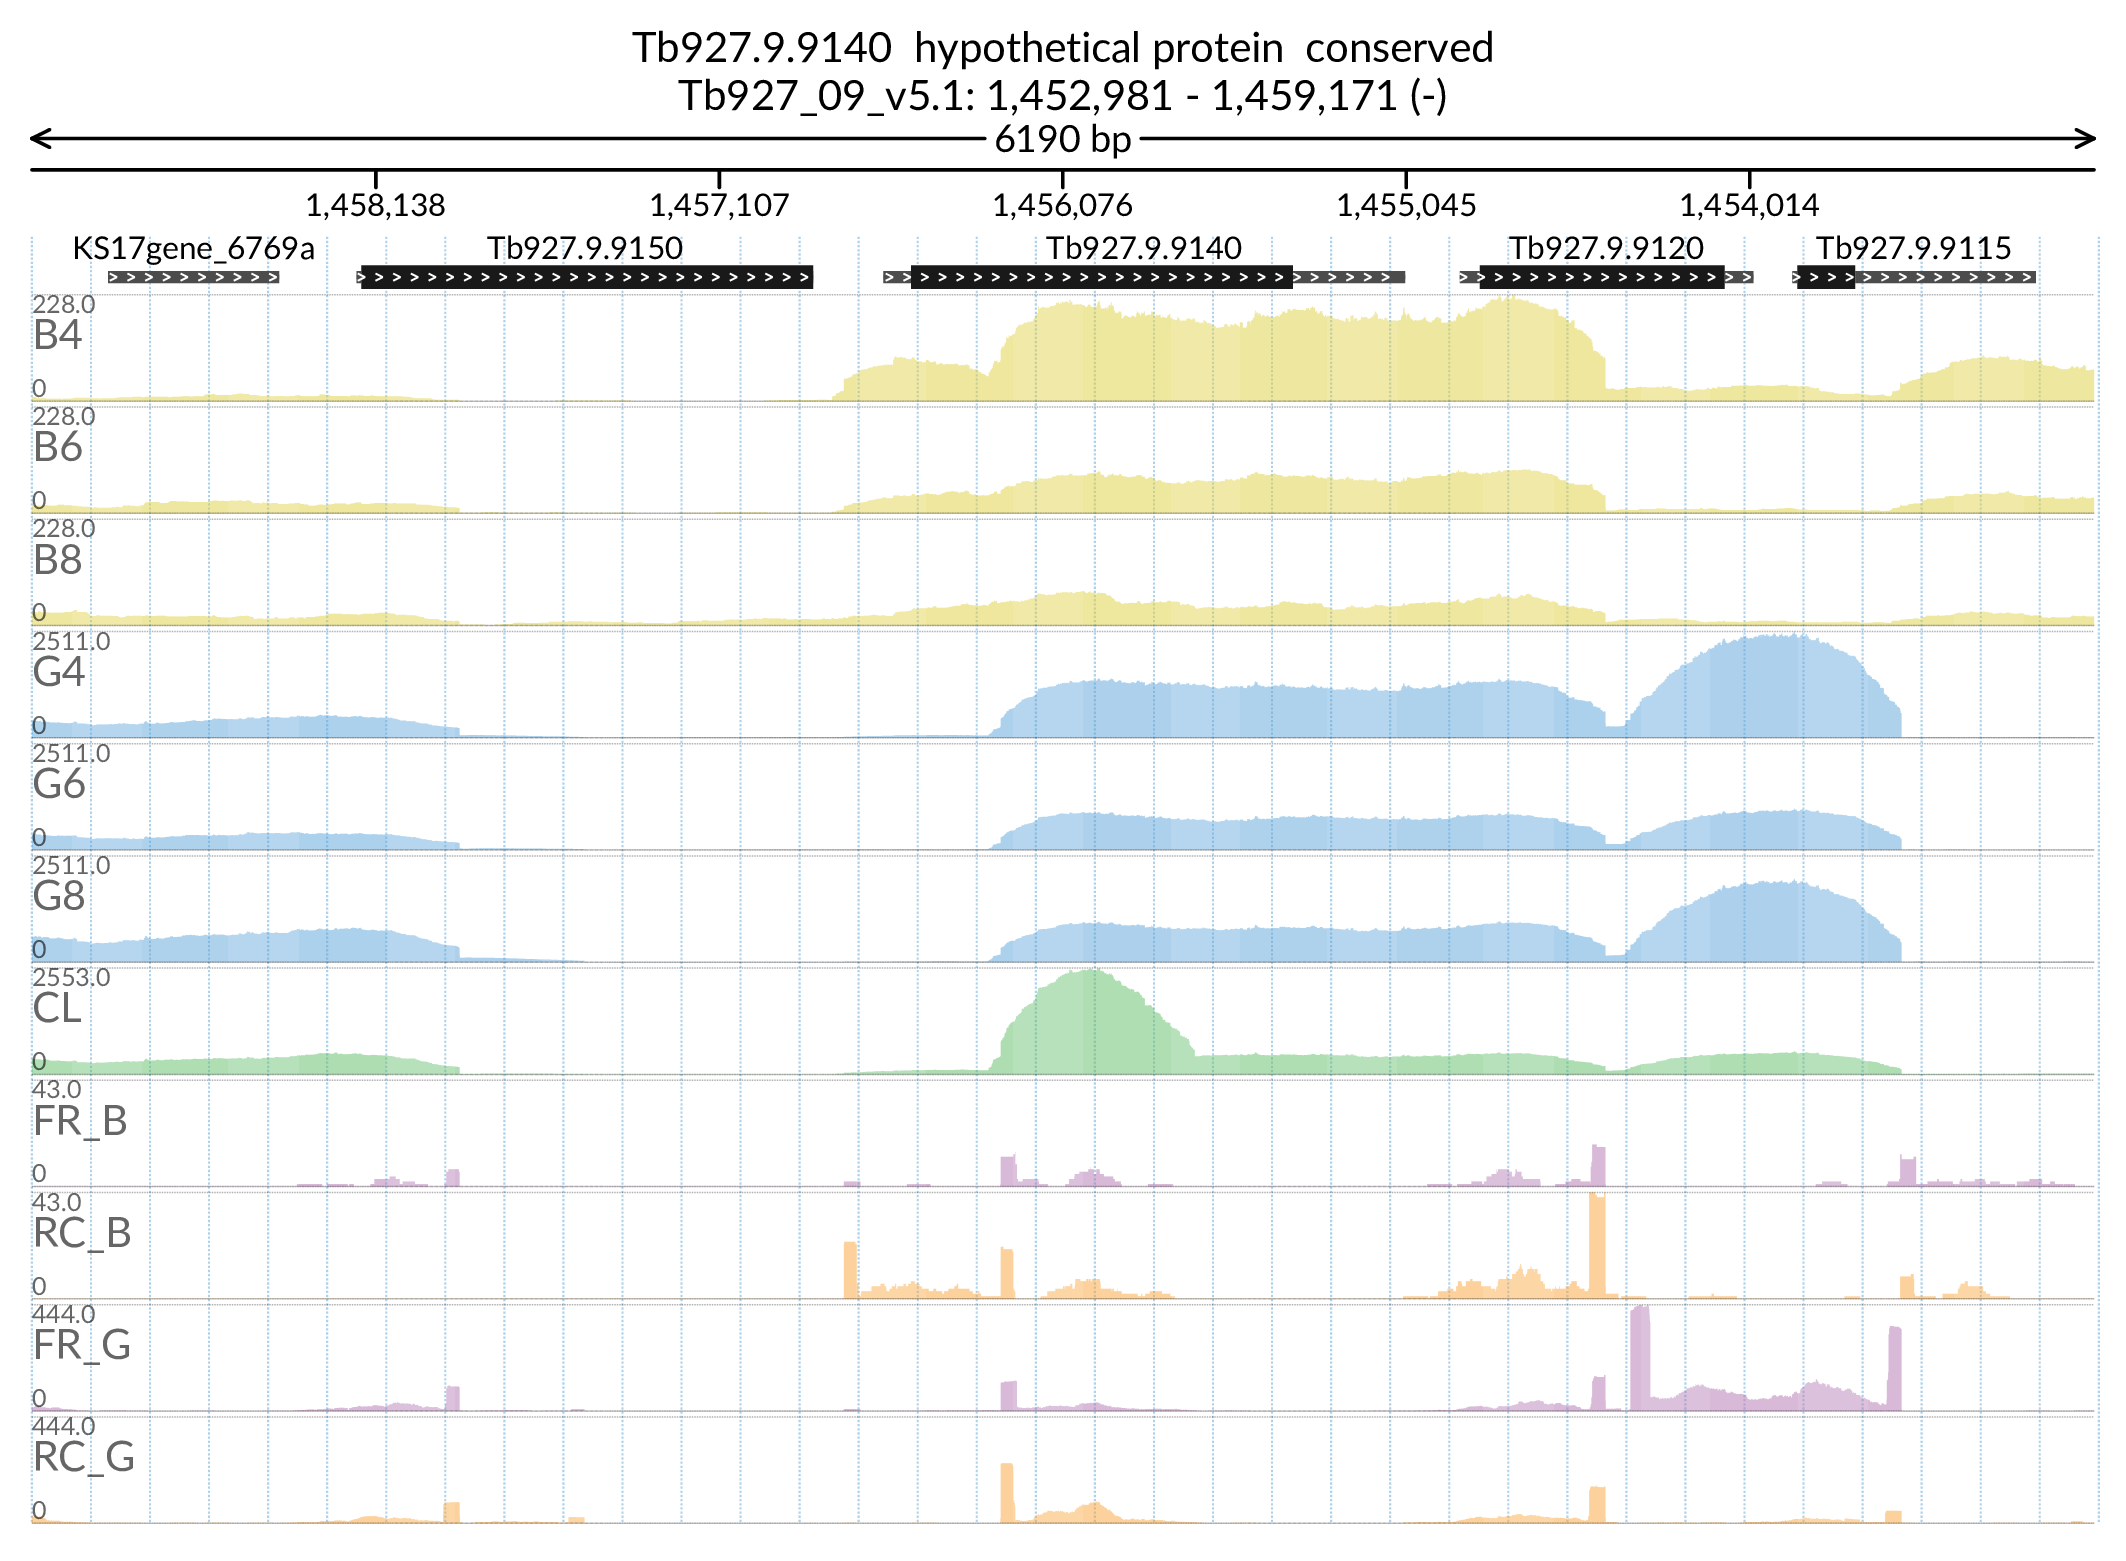 Tb927.9.9140 hypothetical protein conserved
Tb927_09_v5.1: 1,452,981 - 1,459,171 (-)
6190 bp
1,458,138 1,457,107 1,456,076 1,455,045 1,454,014
KS17gene_6769a Tb927.9.9150 Tb927.9.9140 Tb927.9.9120 Tb927.9.9115
228.0
B4
0
228.0
B6
0
228.0
B8
0
2511.0
G4
0
2511.0
G6
0
2511.0
G8
0
2553.0
CL
0
43.0
FR_B
0
43.0
RC_B
0
444.0
FR_G
0
444.0
RC_G
0